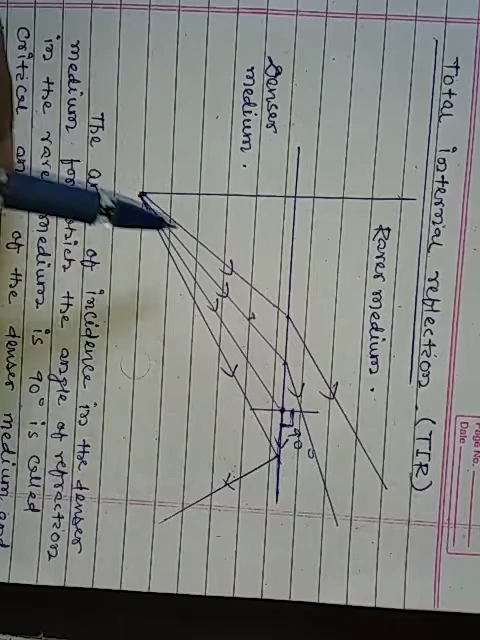 Page No.
Date
Total internal reflection. (TIR)
Rarer medium.
Denser
medium.
90°
The of incidence in the denser
medium for which the angle of refraction
in the rarer medium is 90° is called
Critical of the denser medium and